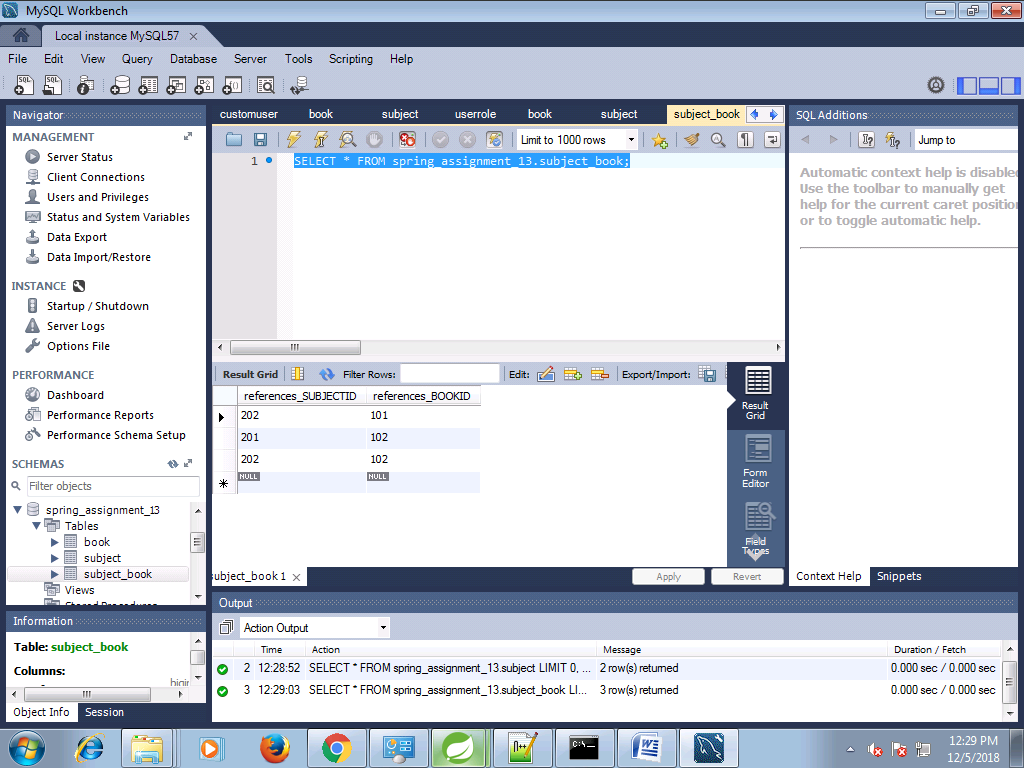 MySQL Workbench
Local instance MySQL57
File Edit View Query Database Server Tools Scripting Help
Navigator
MANAGEMENT
Server Status
Client Connections
Users and Privileges
Status and System Variables
Data Export
Data Import/Restore
INSTANCE
Startup / Shutdown
Server Logs
Options File
PERFORMANCE
Dashboard
Performance Reports
Performance Schema Setup
SCHEMAS
Filter objects
spring_assignment_13
Tables
book
subject
subject_book
Views
Stored Procedures
Information
Table: subject_book
Columns:
Object Info Session
customuser book subject userrole book subject subject_book
Limit to 1000 rows
1 SELECT * FROM spring_assignment_13.subject_book;
Result Grid Filter Rows: Edit: Export/Import:
references_SUBJECTID references_BOOKID
202 101
201 102
202 102
NULL NULL
Result
Grid
Form
Editor
Field
Types
subject_book 1
Apply Revert
SQL Additions
Jump to
Automatic context help is disabled
Use the toolbar to manually get
help for the current caret position
or to toggle automatic help.
Context Help Snippets
Output
Action Output
Time Action Message Duration / Fetch
2 12:28:52 SELECT * FROM spring_assignment_13.subject LIMIT 0, ... 2 row(s) returned 0.000 sec / 0.000 sec
3 12:29:03 SELECT * FROM spring_assignment_13.subject_book LI... 3 row(s) returned 0.000 sec / 0.000 sec
12:29 PM
12/5/2018